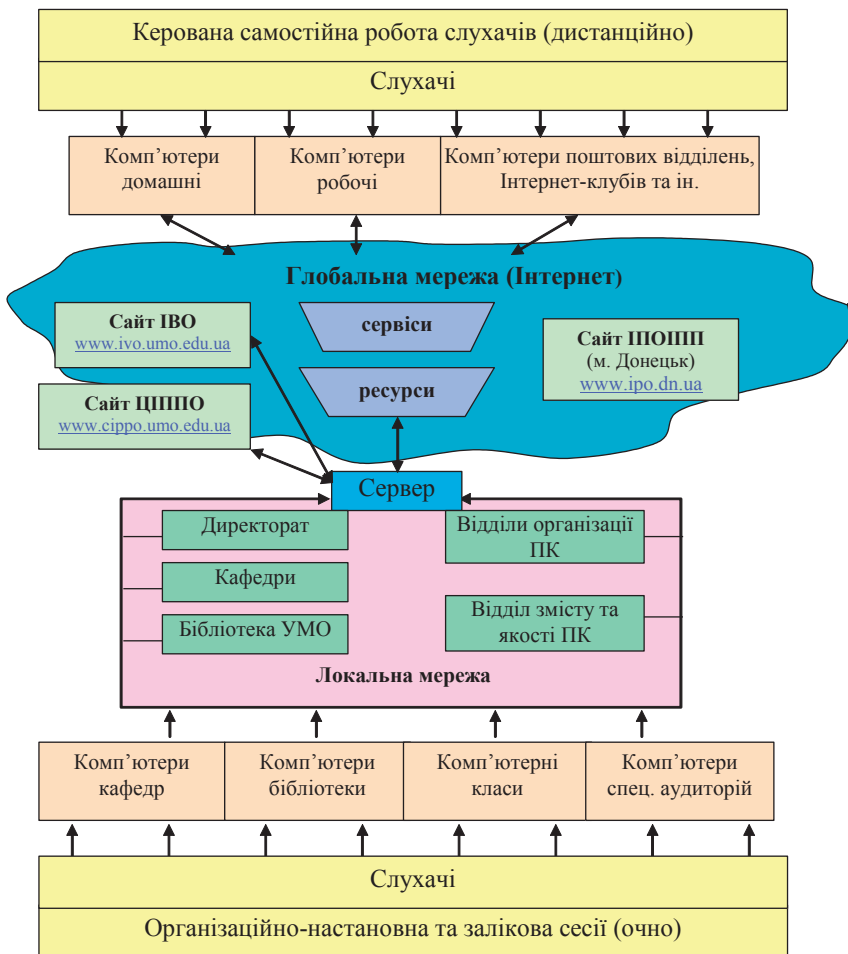 Керована самостійна робота слухачів (дистанційно)
Слухачі
Комп’ютери
домашні
Комп’ютери
робочі
Комп’ютери поштових відділень,
Інтернет-клубів та ін.
Глобальна мережа (Інтернет)
Сайт ІВО
www.ivo.umo.edu.ua
сервіси
Сайт ІПОІПП
(м. Донецьк)
www.ipo.dn.ua
ресурси
Сайт ЦІППО
www.cippo.umo.edu.ua
Сервер
Директорат
Відділи організації
ПК
Кафедри
Бібліотека УМО
Відділ змісту та
якості ПК
Локальна мережа
Комп’ютери
кафедр
Комп’ютери
бібліотеки
Комп’ютерні
класи
Комп’ютери
спец. аудиторій
Слухачі
Організаційно-настановна та залікова сесії (очно)